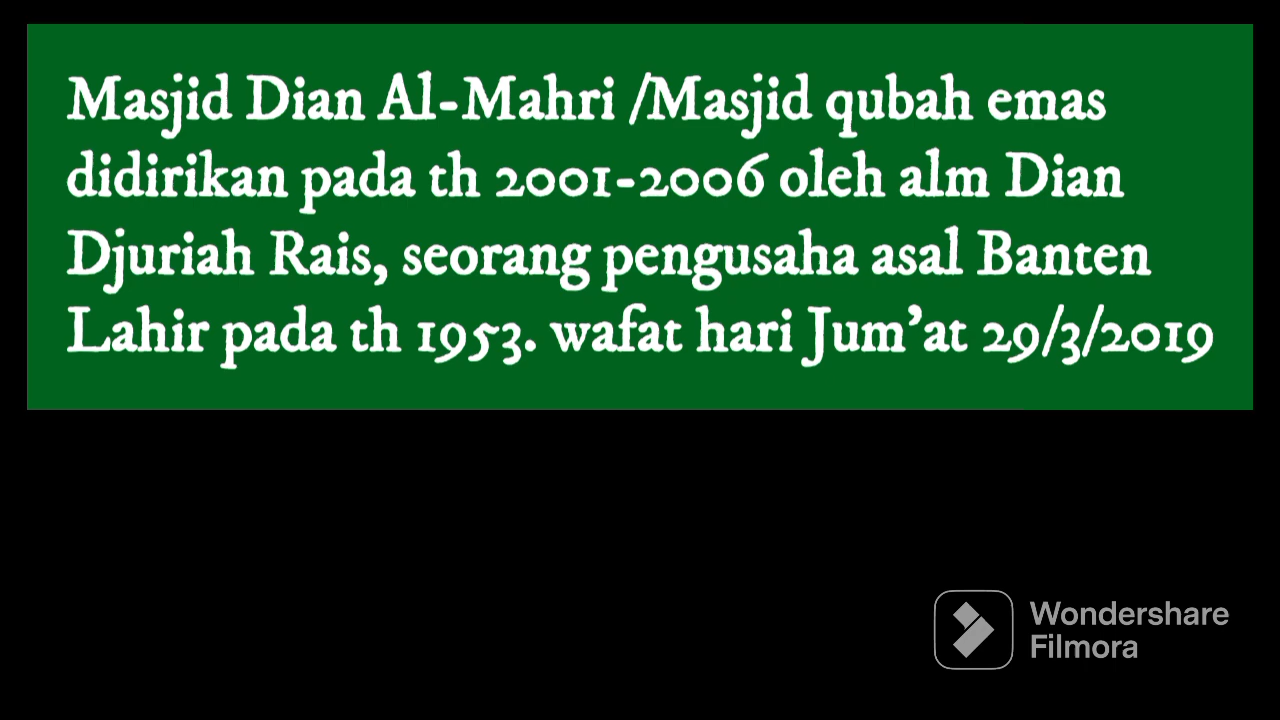 Masjid Dian Al-Mahri /Masjid qubah emas
didirikan pada th 2001-2006 oleh alm Dian
Djuriah Rais, seorang pengusaha asal Banten
Lahir pada th 1953. wafat hari Jum'at 29/3/2019
Wondershare
Filmora